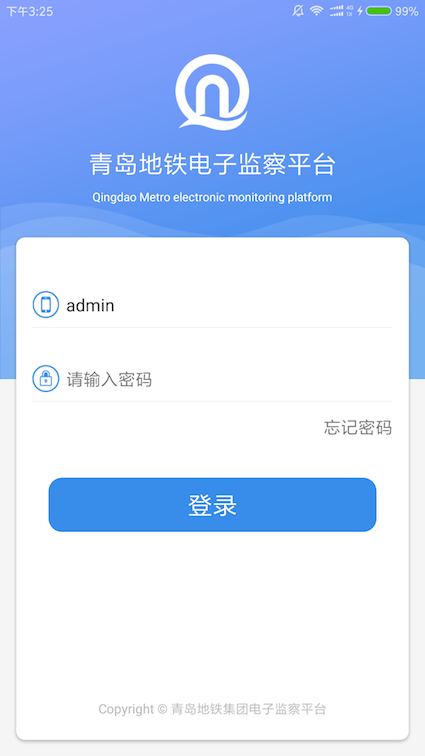 下午3:25
4G
1X
99%
青岛地铁电子监察平台
Qingdao Metro electronic monitoring platform
admin
请输入密码
忘记密码
登录
Copyright © 青岛地铁集团电子监察平台